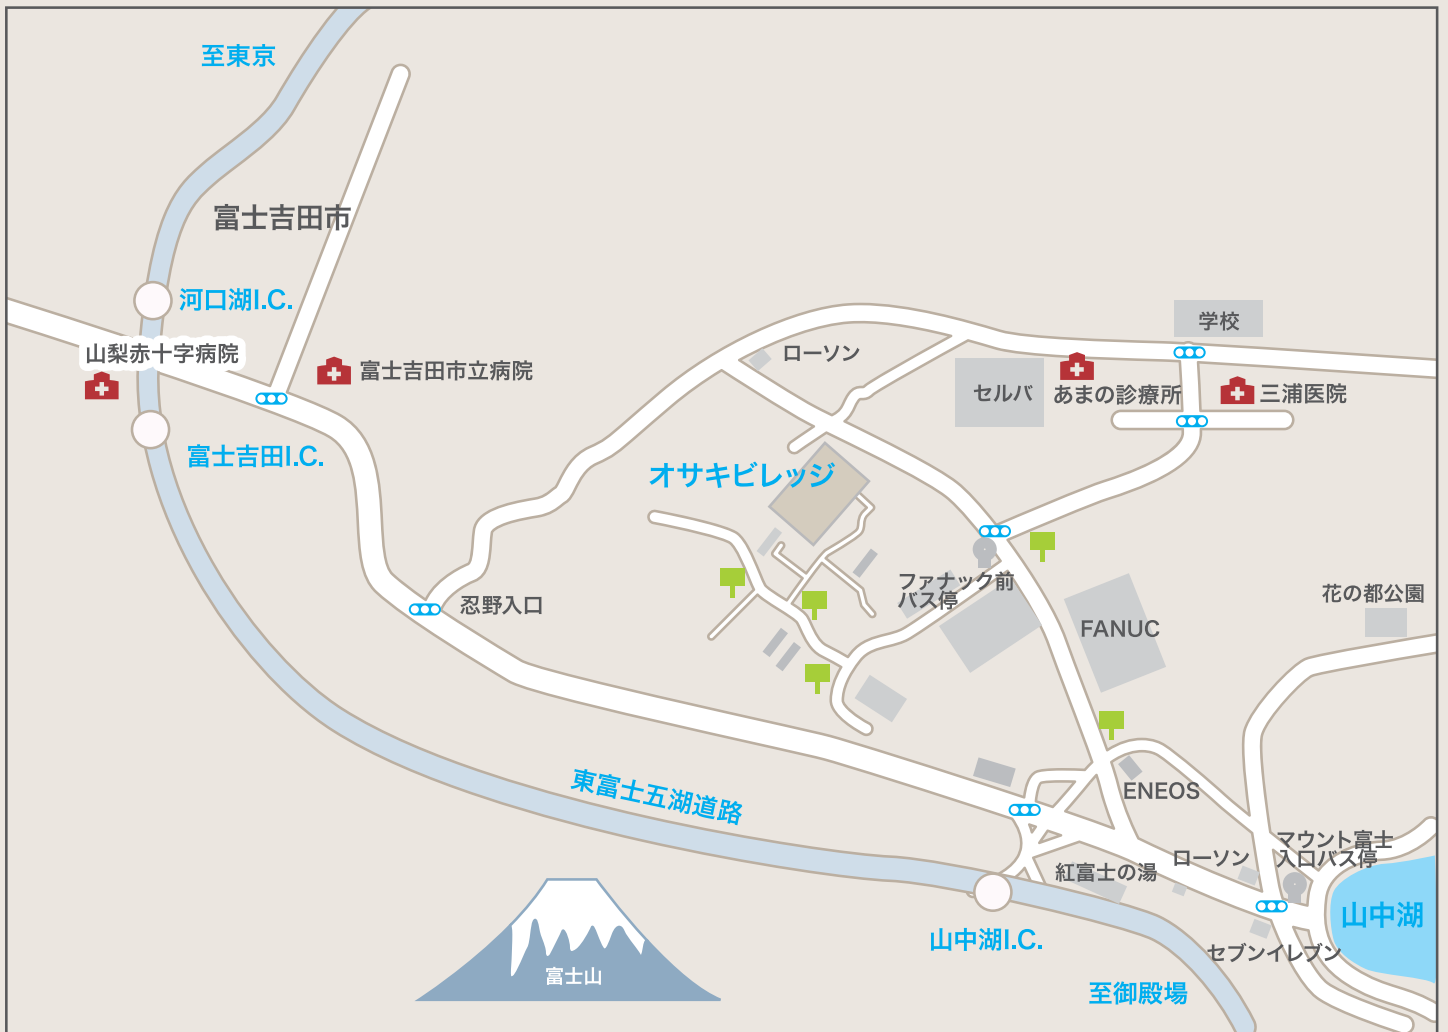 至東京
富士吉田市
河口湖I.C.
山梨赤十字病院
富士吉田市立病院
富士吉田I.C.
ローソン
学校
セルバ
あまの診療所
三浦医院
オサキビレッジ
忍野入口
ファナック前
バス停
FANUC
花の都公園
東富士五湖道路
ENEOS
マウント富士
入口バス停
ローソン
紅富士の湯
山中湖
山中湖I.C.
セブンイレブン
富士山
至御殿場